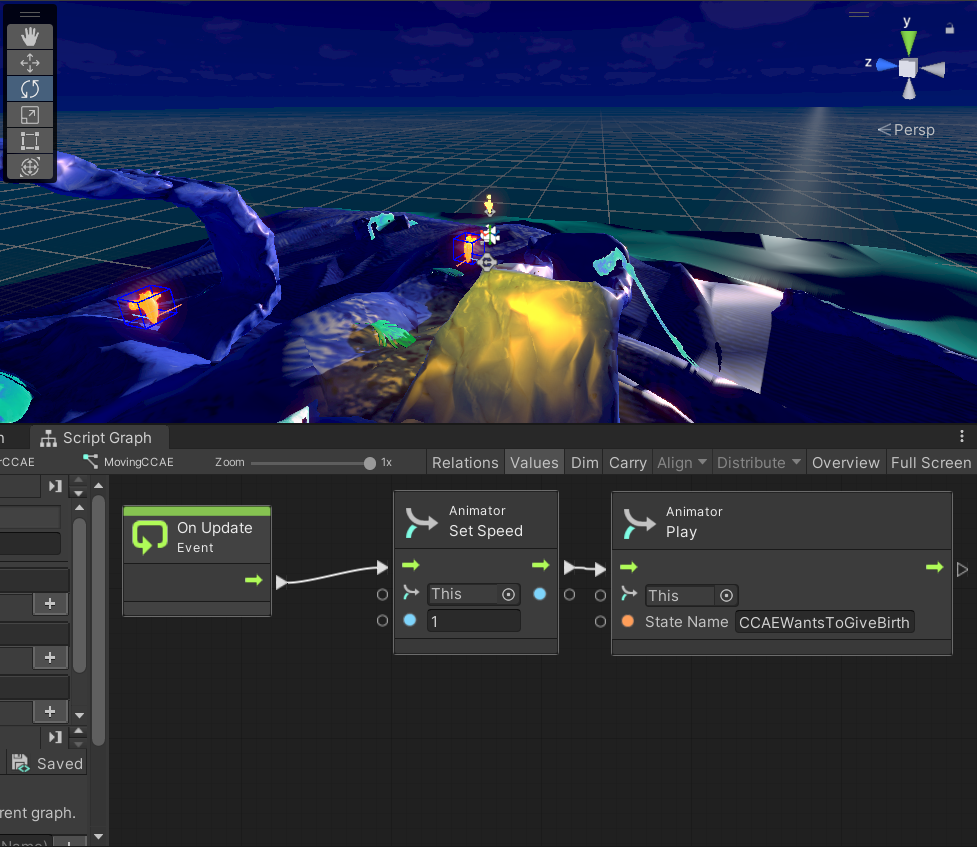 y
z
Persp
Script Graph
CCAE
MovingCCAE
Zoom
1x
Relations
Values
Dim
Carry
Align
Distribute
Overview
Full Screen
On Update
Event
Animator
Set Speed
This
1
Animator
Play
This
State Name
CCAEWantsToGiveBirth
+
+
+
Saved
rent graph.